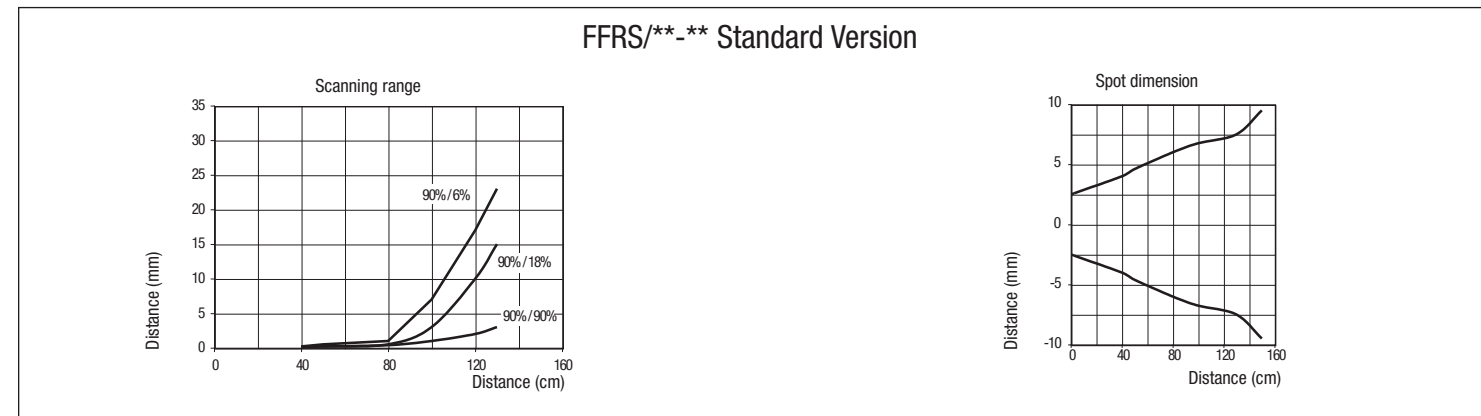 FFRS/**-** Standard Version
Scanning range
35
30
25
20
15
10
5
0
Distance (mm)
90%/6%
90%/18%
90%/90%
0 40 80 120 160
Distance (cm)
Spot dimension
10
5
0
-5
-10
Distance (mm)
0 40 80 120 160
Distance (cm)